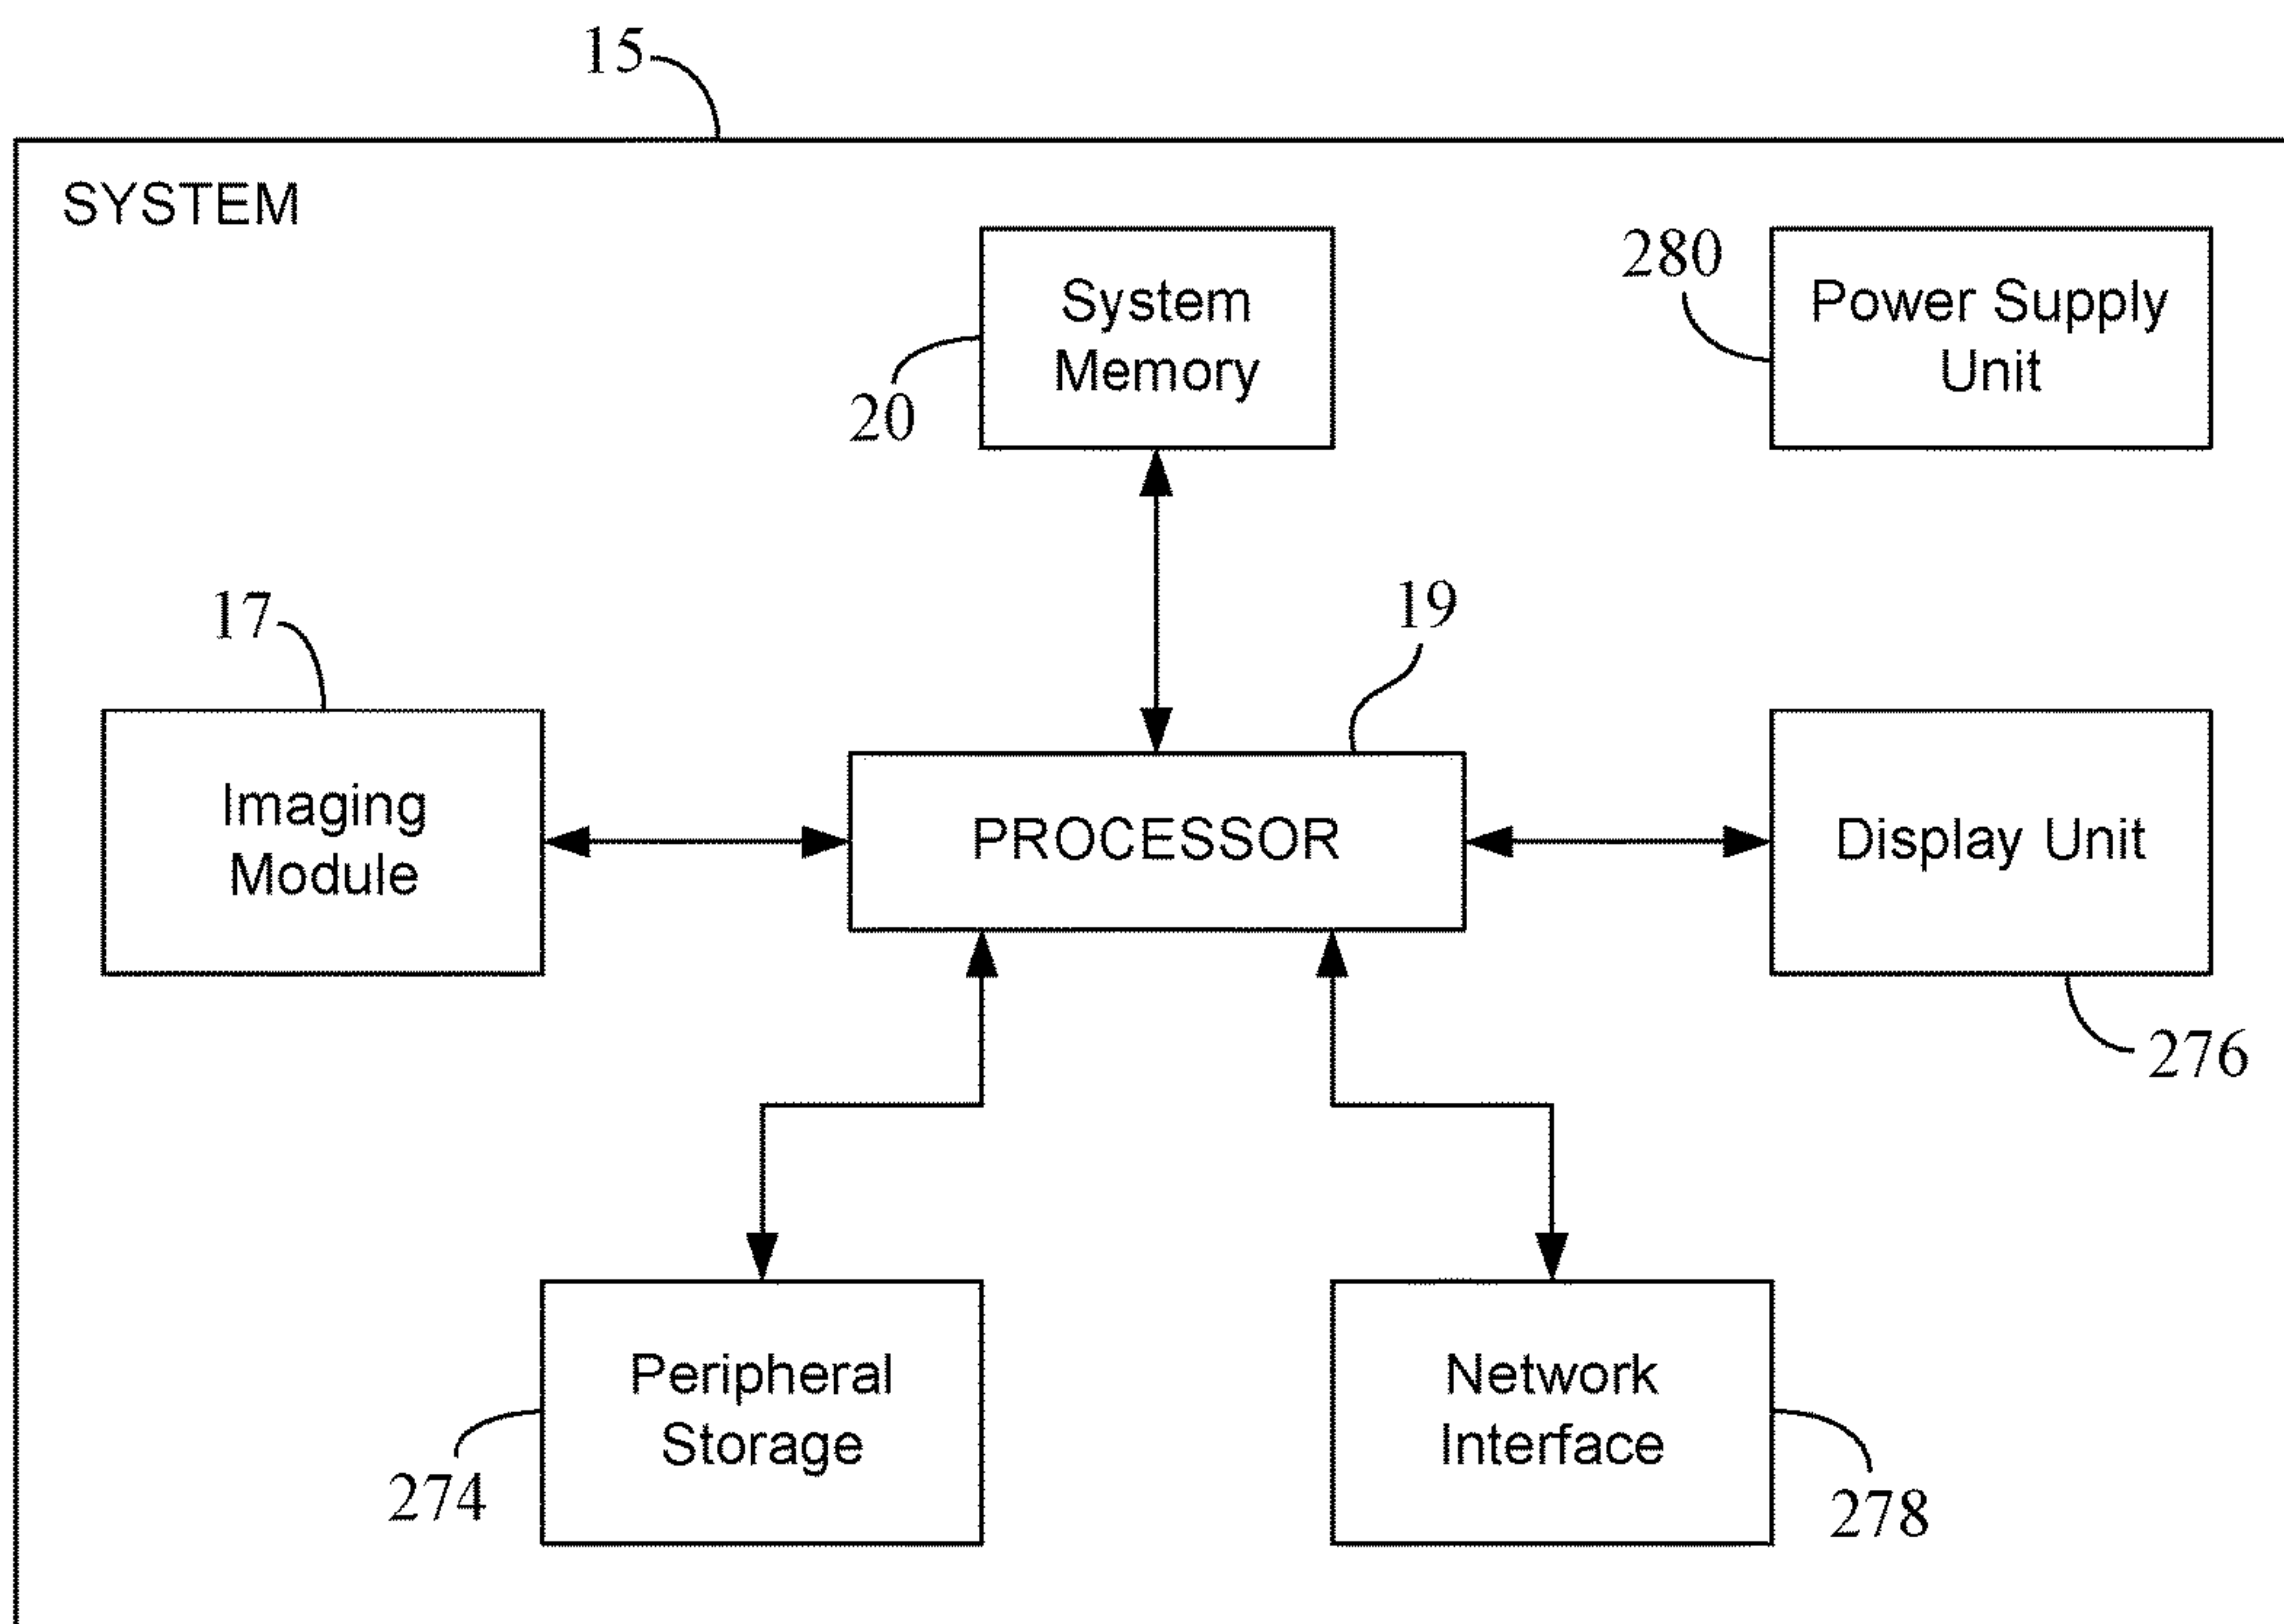 15
SYSTEM
System
Memory
20
280
Power Supply
Unit
17
Imaging
Module
19
PROCESSOR
Display Unit
276
Peripheral
Storage
274
Network
Interface
278